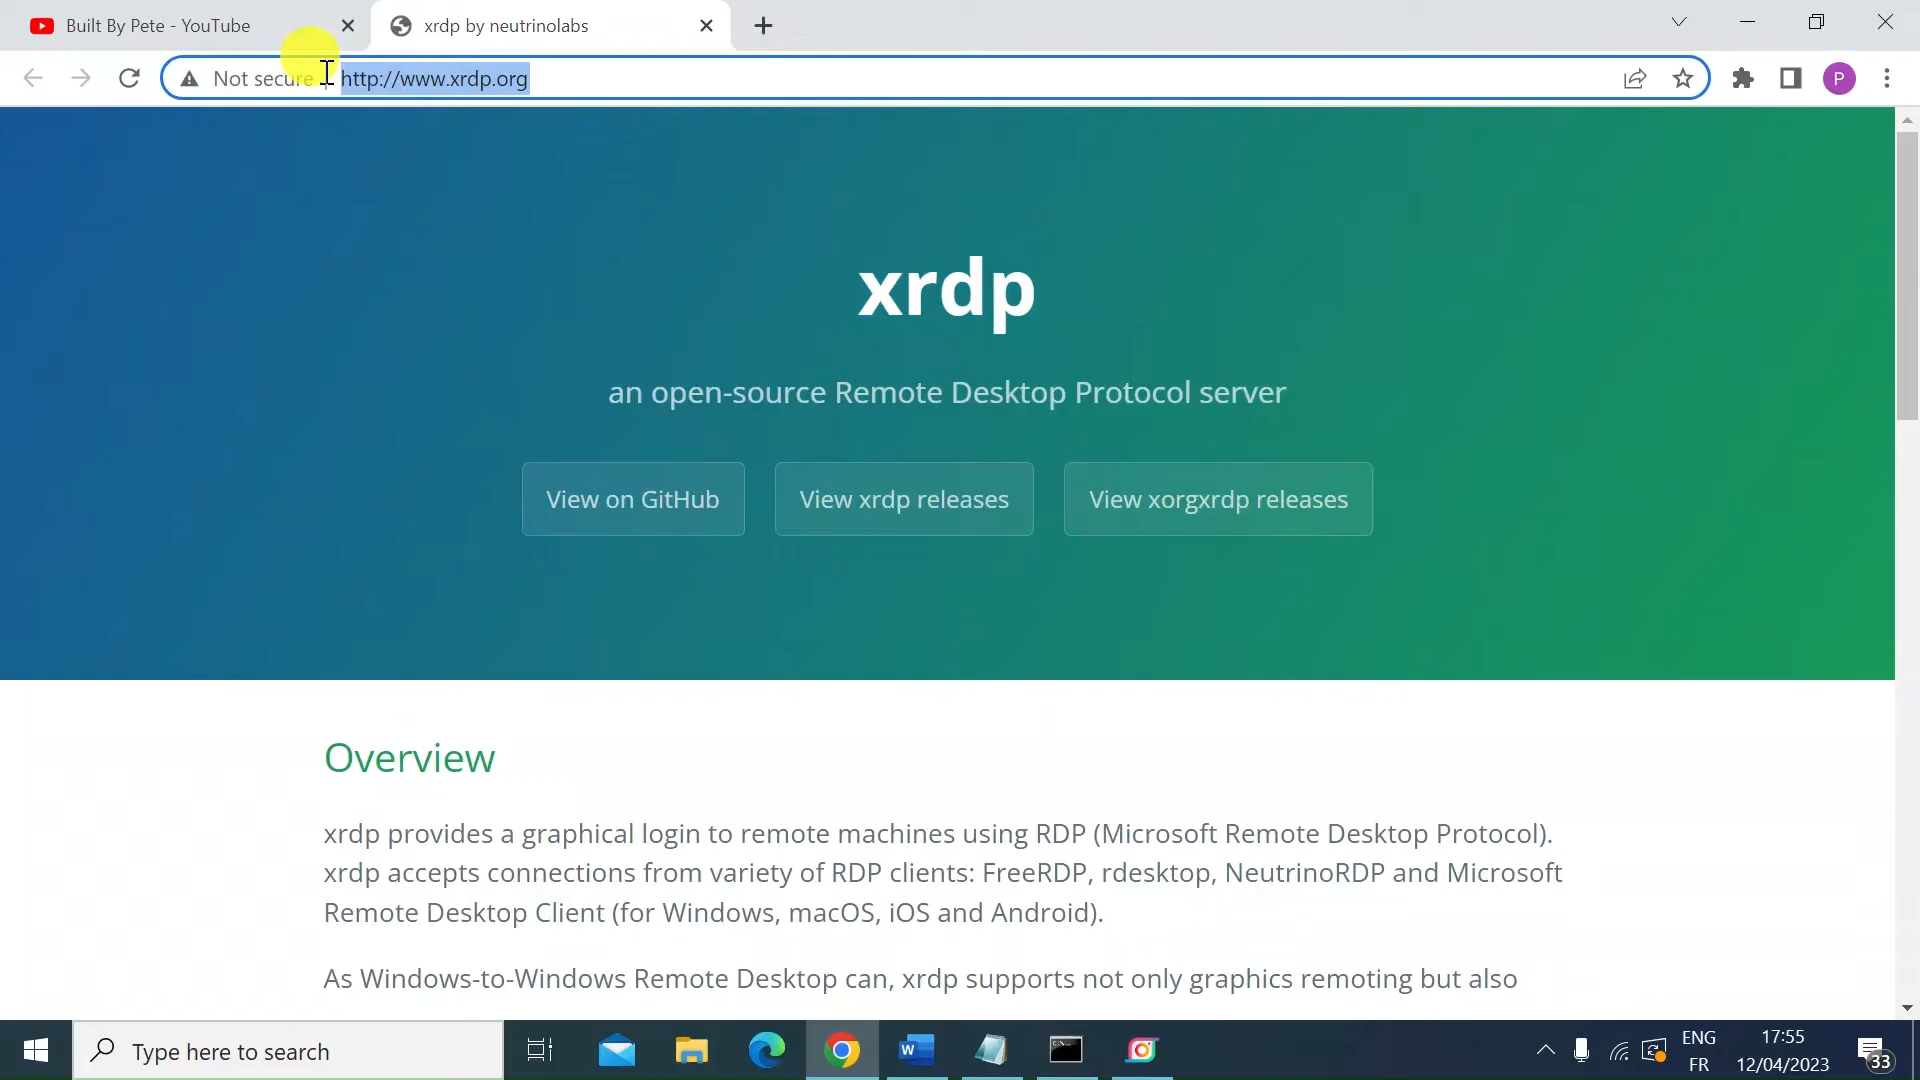 Built By Pete - YouTube
xrdp by neutrinolabs
Not secure
http://www.xrdp.org
P
xrdp
an open-source Remote Desktop Protocol server
View on GitHub
View xrdp releases
View xorgxrdp releases
Overview
xrdp provides a graphical login to remote machines using RDP (Microsoft Remote Desktop Protocol).
xrdp accepts connections from variety of RDP clients: FreeRDP, rdesktop, NeutrinoRDP and Microsoft
Remote Desktop Client (for Windows, macOS, iOS and Android).
As Windows-to-Windows Remote Desktop can, xrdp supports not only graphics remoting but also
Type here to search
W
ENG
FR
17:55
12/04/2023
33